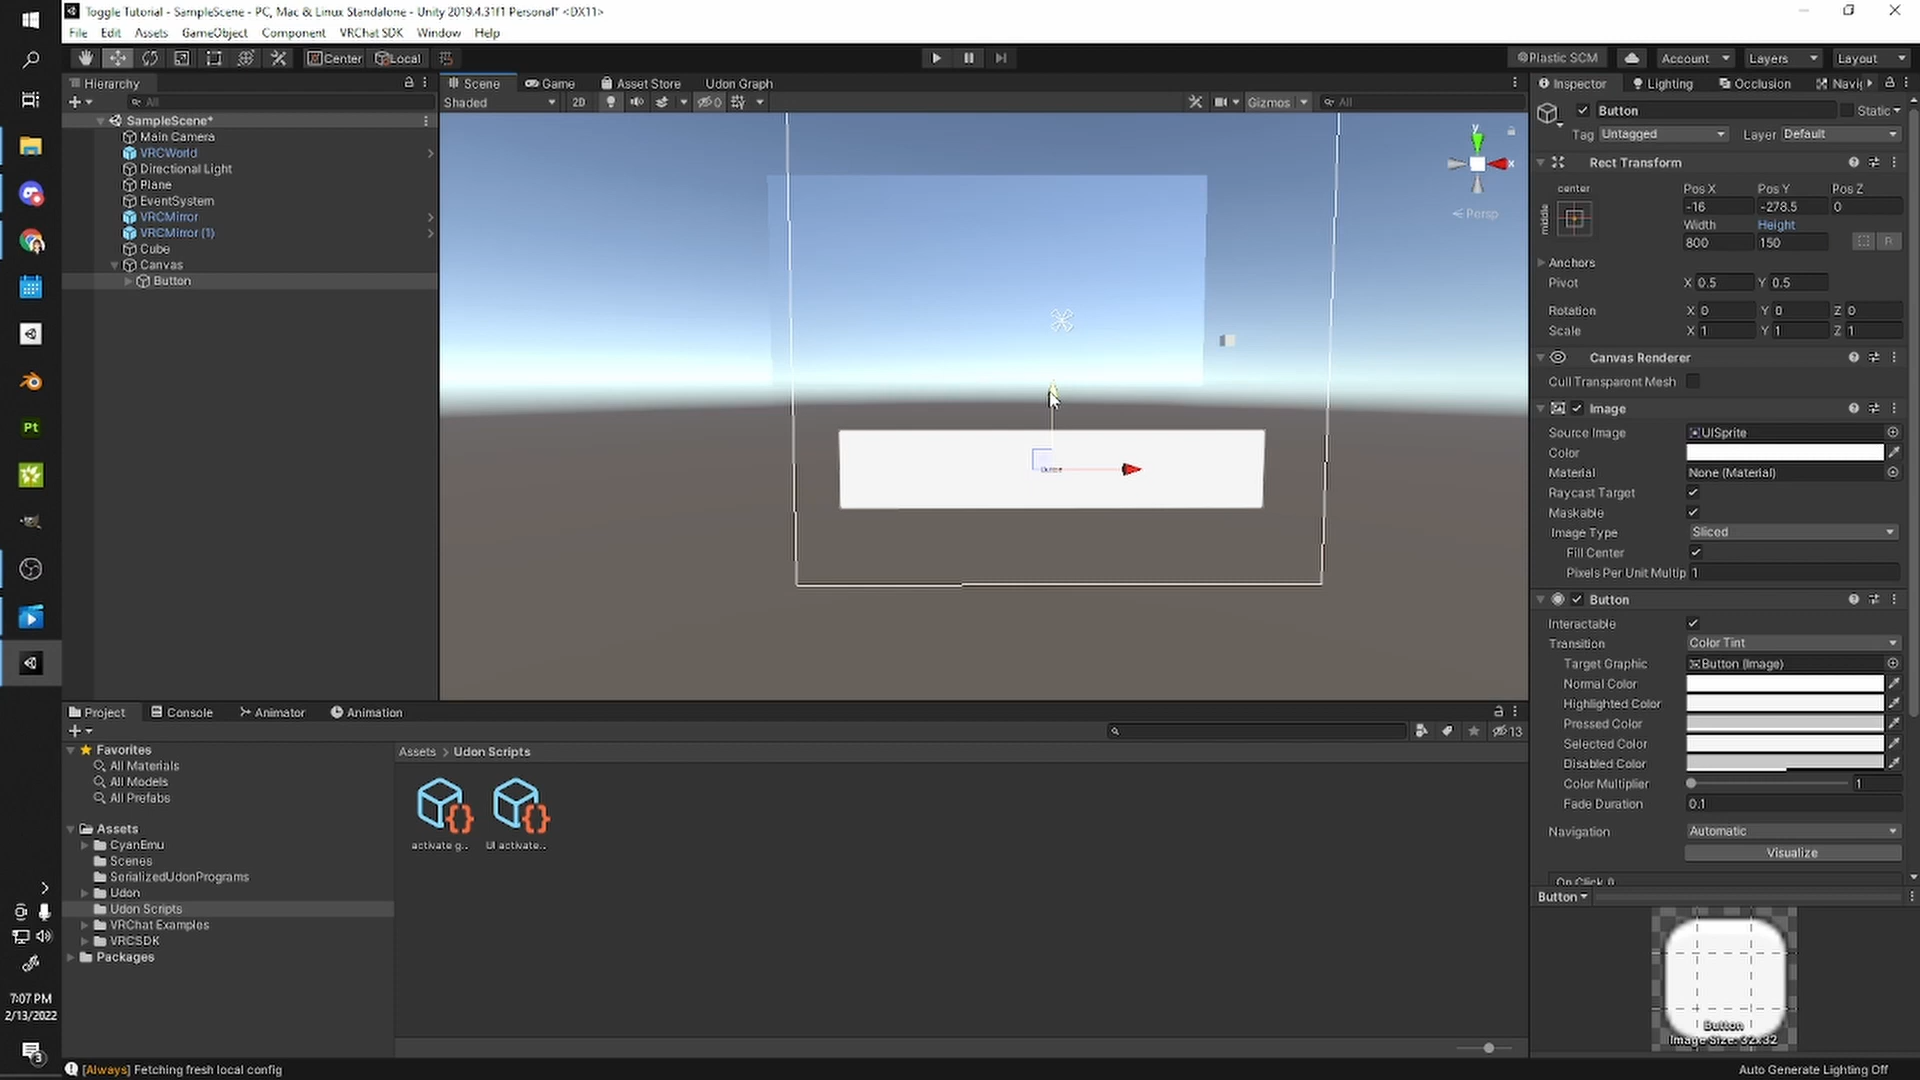 Toggle Tutorial - SampleScene - PC, Mac & Linux Standalone - Unity 2019.4.31f1 Personal* <DX11>
File Edit Assets GameObject Component VRChat SDK Window Help
Center Local Plastic SCM Account Layers Layout
Hierarchy
All
SampleScene*
Main Camera
VRCWorld
Directional Light
Plane
EventSystem
VRCMirror
VRCMirror (1)
Cube
Canvas
Button
Scene Game Asset Store Udon Graph
Shaded 2D 0 Gizmos All
y
x
Persp
Button
Inspector Lighting Occlusion Navig
Button Static
Tag Untagged Layer Default
Rect Transform
center
middle
Pos X Pos Y Pos Z
-16 -278.5 0
Width Height
800 150
R
Anchors
Pivot X 0.5 Y 0.5
Rotation X 0 Y 0 Z 0
Scale X 1 Y 1 Z 1
Canvas Renderer
Cull Transparent Mesh
Image
Source Image UISprite
Color
Material None (Material)
Raycast Target
Maskable
Image Type Sliced
Fill Center
Pixels Per Unit Multip 1
Button
Interactable
Transition Color Tint
Target Graphic Button (Image)
Normal Color
Highlighted Color
Pressed Color
Selected Color
Disabled Color
Color Multiplier 1
Fade Duration 0.1
Navigation Automatic
Visualize
On Click ()
Button
Button
Image Size: 32x32
Project Console Animator Animation
13
Favorites
All Materials
All Models
All Prefabs
Assets
CyanEmu
Scenes
SerializedUdonPrograms
Udon
Udon Scripts
VRChat Examples
VRCSDK
Packages
Assets > Udon Scripts
activate g..
UI activate..
Pt
7:07 PM
2/13/2022
3
[Always] Fetching fresh local config
Auto Generate Lighting Off